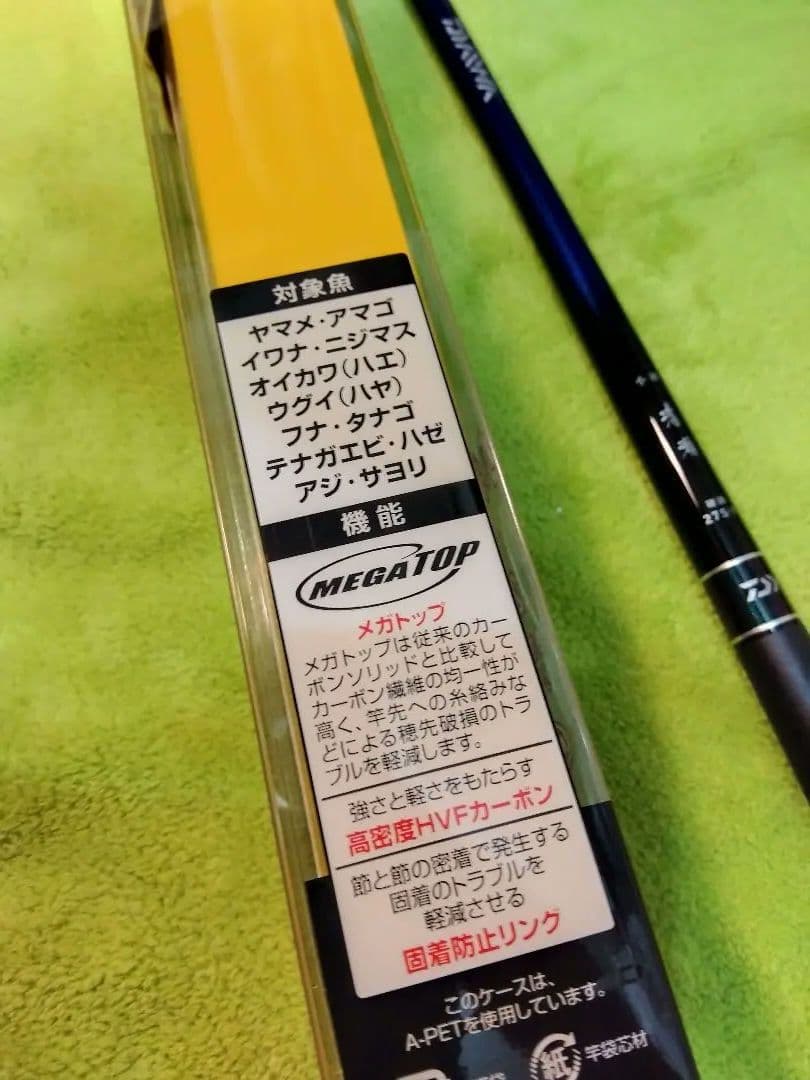 対象魚
ヤマメ・アマゴ
イワナ・ニジマス
オイカワ(ハエ)
ウグイ(ハヤ)
フナ・タナゴ
テナガエビ・ハゼ
アジ・サヨリ
機能
MEGATOP
メガトップ
メガトップは従来のカー
ボンソリッドと比較して
カーボン繊維の均一性が
高く、竿先への糸絡みな
どによる穂先破損のトラ
ブルを軽減します。
強さと軽さをもたらす
高密度HVFカーボン
節と節の密着で発生する
固着のトラブルを
軽減させる
固着防止リング
このケースは、
A-PETを使用しています。
紙
竿袋芯材
DAIWA
275